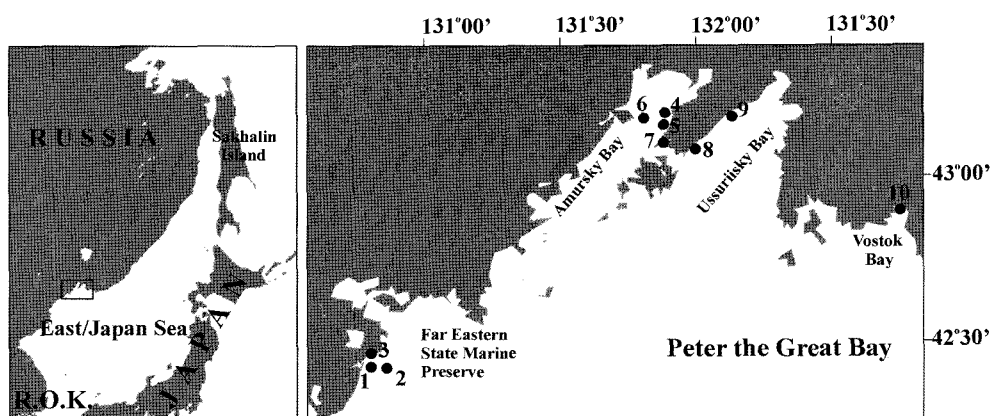 131°00’ 131°30’ 132°00’ 131°30’
RUSSIA
Sakhalin
Island
East/Japan Sea
JAPAN
R.O.K.
6
4
5
7
8
9
10
Amursky Bay
Ussuriisky Bay
Vostok
Bay
43°00’
42°30’
Far Eastern
State Marine
Preserve
3
1
2
Peter the Great Bay